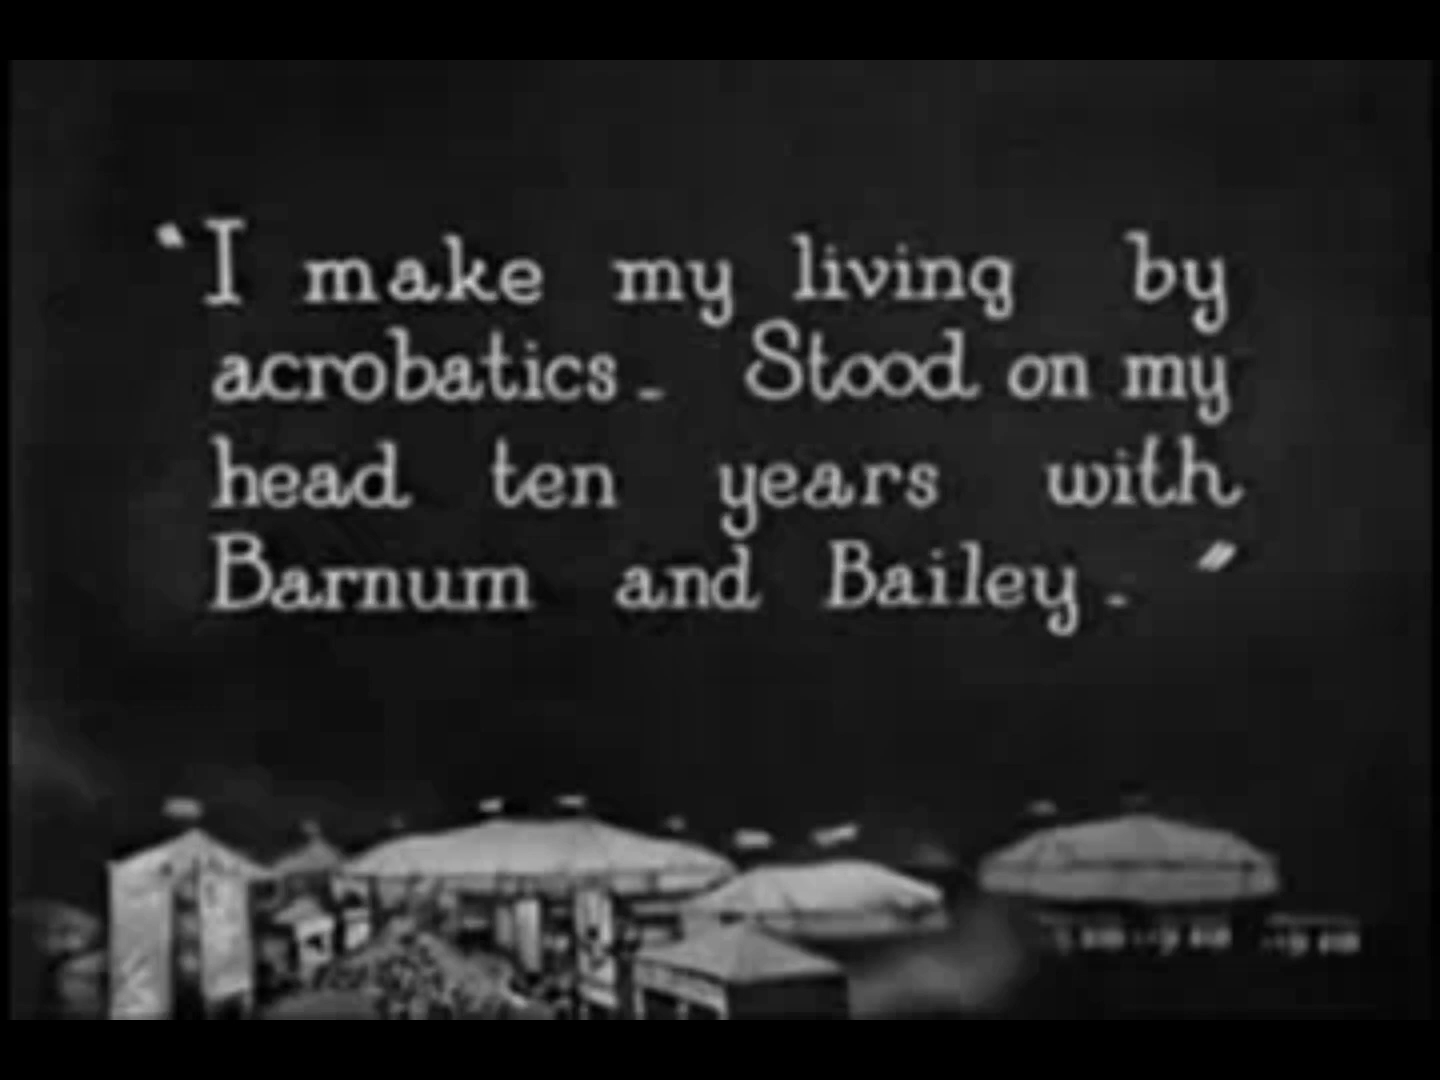 "I make my living by
acrobatics. Stood on my
head ten years with
Barnum and Bailey."